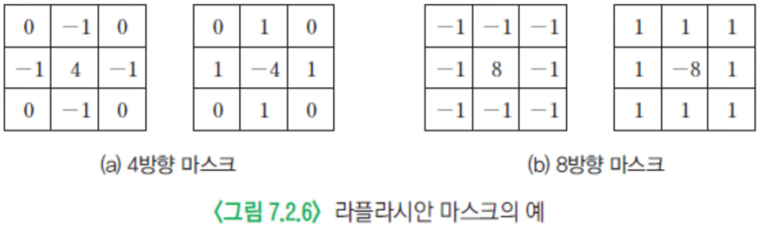 0 −1 0 0 1 0 −1 −1 −1 1 1 1
−1 4 −1 1 −4 1 −1 8 −1 1 −8 1
0 −1 0 0 1 0 −1 −1 −1 1 1 1
(a) 4방향 마스크 (b) 8방향 마스크
〈그림 7.2.6〉 라플라시안 마스크의 예